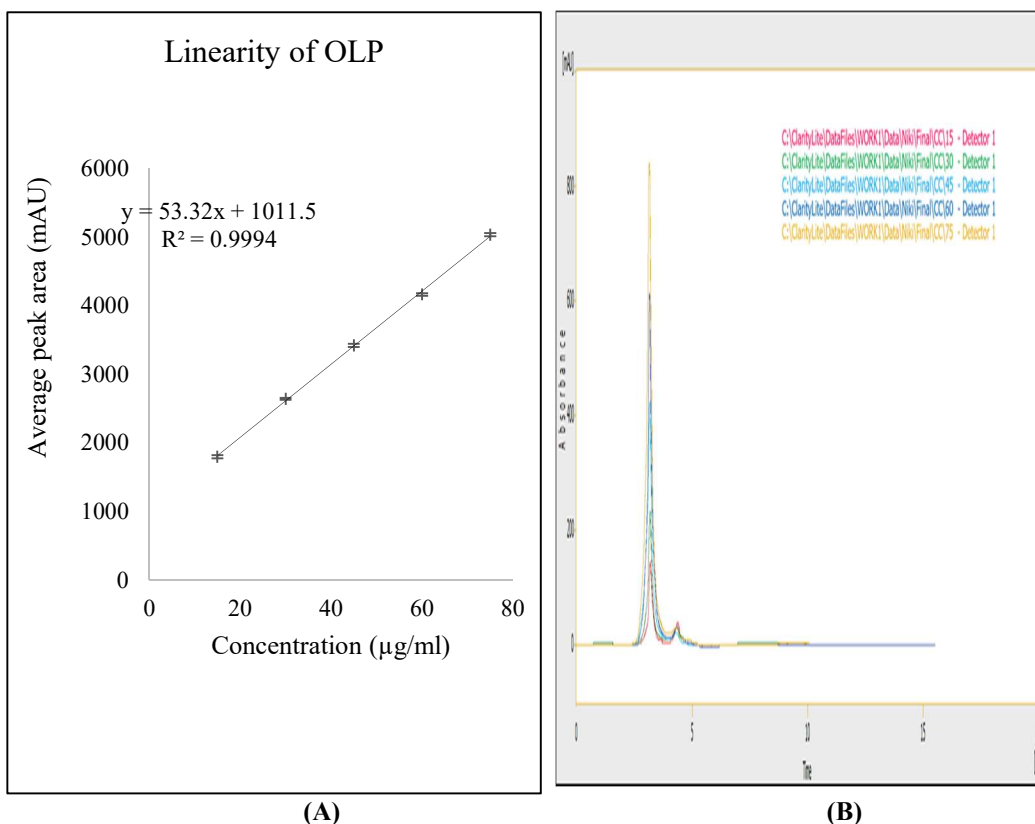 Linearity of OLP
6000
5000
4000
3000
2000
1000
0
y = 53.32x + 1011.5
R² = 0.9994
Average peak area (mAU)
0 20 40 60 80
Concentration (µg/ml)
(A)
[mAU]
C:\ClarityLite\DataFiles\WORK1\Data\Niki\Final\CC\15 - Detector 1
C:\ClarityLite\DataFiles\WORK1\Data\Niki\Final\CC\30 - Detector 1
C:\ClarityLite\DataFiles\WORK1\Data\Niki\Final\CC\45 - Detector 1
C:\ClarityLite\DataFiles\WORK1\Data\Niki\Final\CC\60 - Detector 1
C:\ClarityLite\DataFiles\WORK1\Data\Niki\Final\CC\75 - Detector 1
800
600
400
200
0
Absorbance
0 5 10 15
Time
(B)